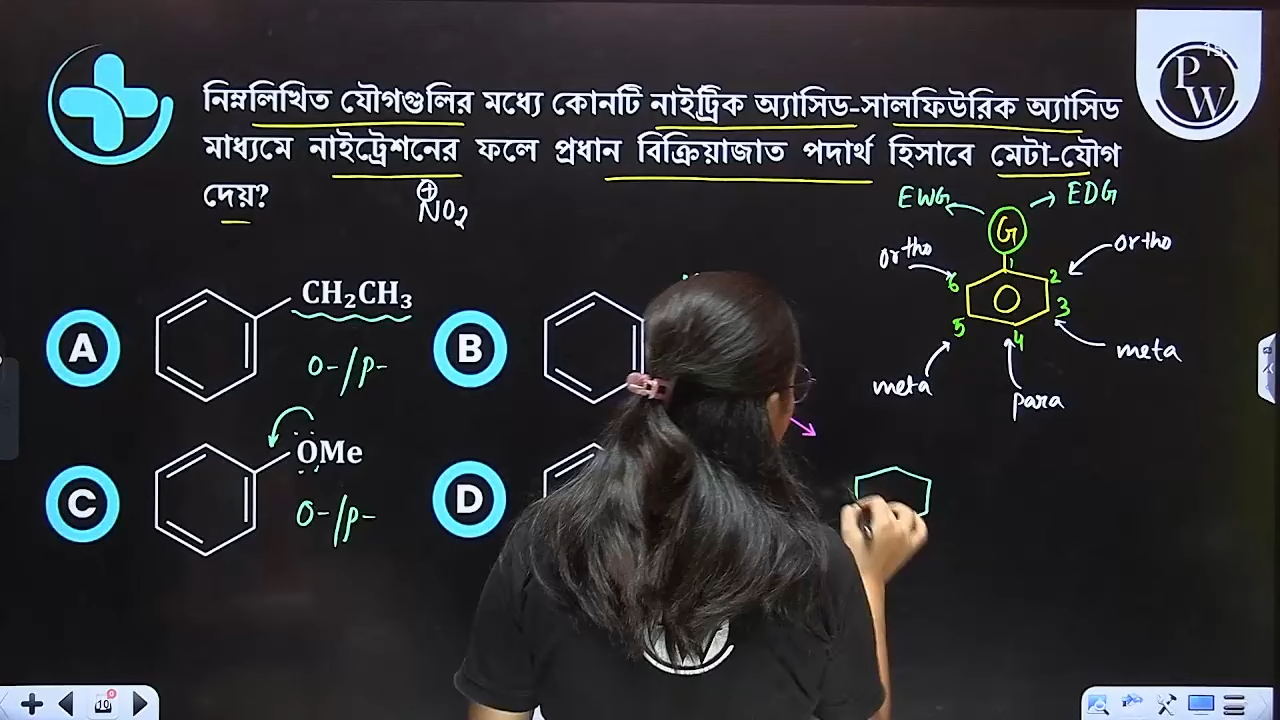 নিম্নলিখিত যৌগগুলির মধ্যে কোনটি নাইট্রিক অ্যাসিড-সালফিউরিক অ্যাসিড
মাধ্যমে নাইট্রেশনের ফলে প্রধান বিক্রিয়াজাত পদার্থ হিসাবে মেটা-যৌগ
দেয়?
NO₂
EWG
EDG
G
ortho
ortho
1
2
3
4
5
6
meta
meta
para
A
CH₂CH₃
O-/p-
B
C
OMe
O-/p-
D
PW
10